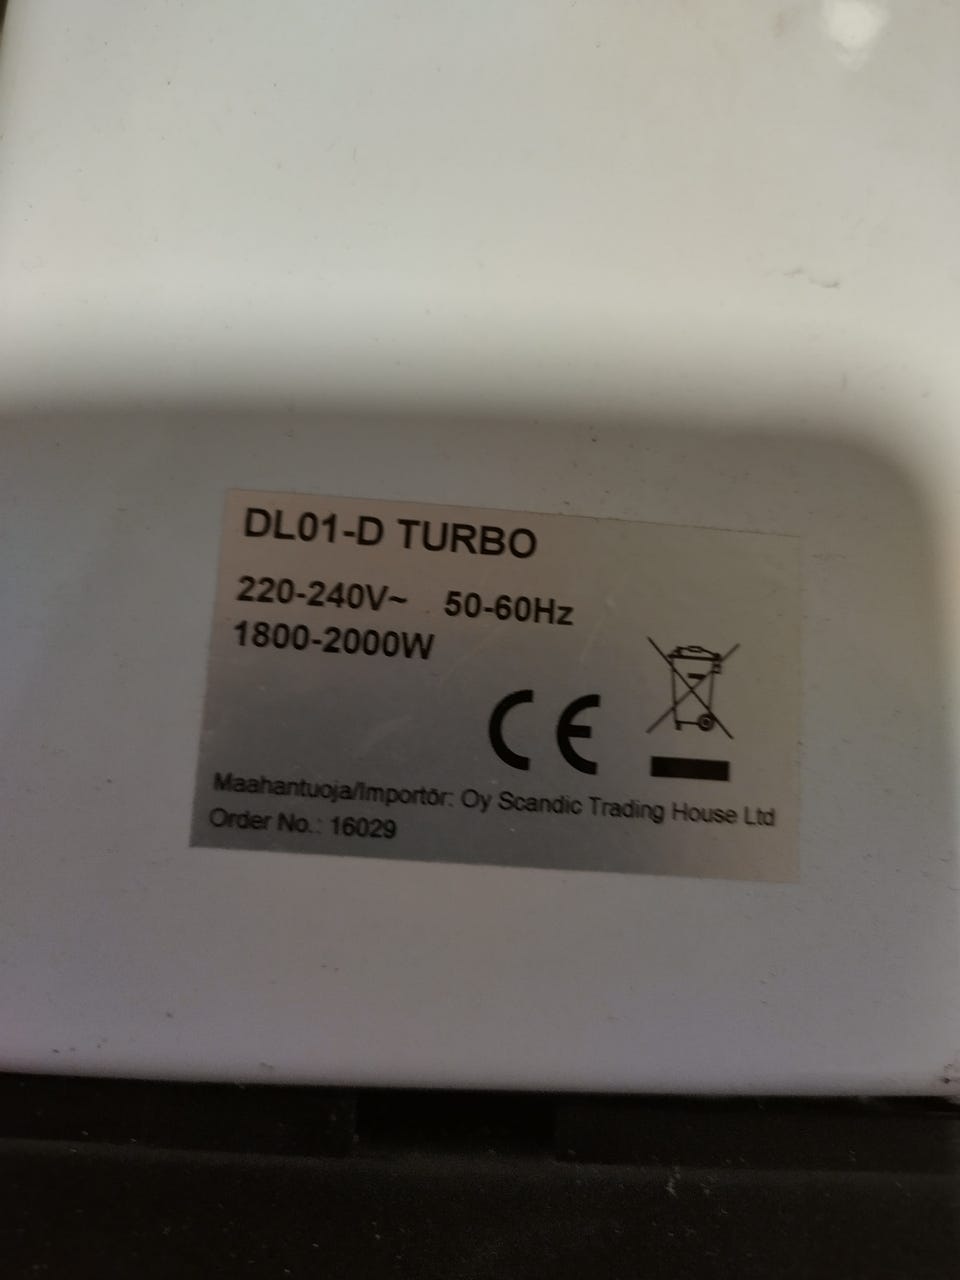 DL01-D TURBO
220-240V~ 50-60Hz
1800-2000W
CE
Maahantuoja/Importör: Oy Scandic Trading House Ltd
Order No.: 16029